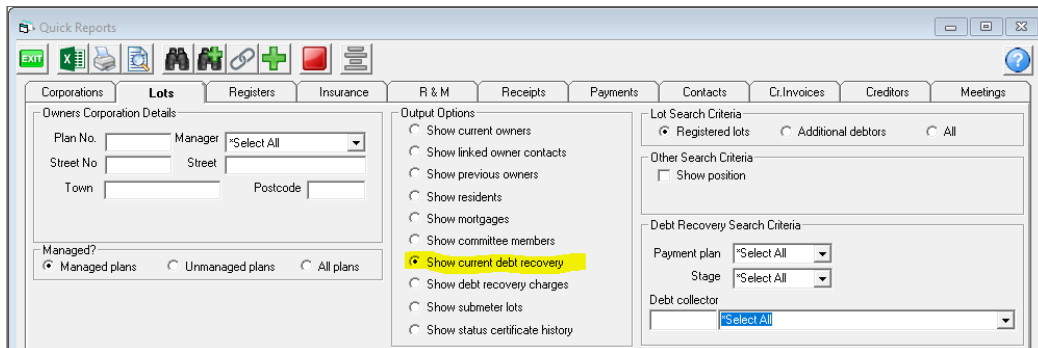 Quick Reports
EXIT
Corporations Lots Registers Insurance R & M Receipts Payments Contacts Cr.Invoices Creditors Meetings
Owners Corporation Details
Plan No. Manager *Select All
Street No Street
Town Postcode
Managed?
Managed plans Unmanaged plans All plans
Output Options
Show current owners
Show linked owner contacts
Show previous owners
Show residents
Show mortgages
Show committee members
Show current debt recovery
Show debt recovery charges
Show submeter lots
Show status certificate history
Lot Search Criteria
Registered lots Additional debtors All
Other Search Criteria
Show position
Debt Recovery Search Criteria
Payment plan *Select All
Stage *Select All
Debt collector
*Select All